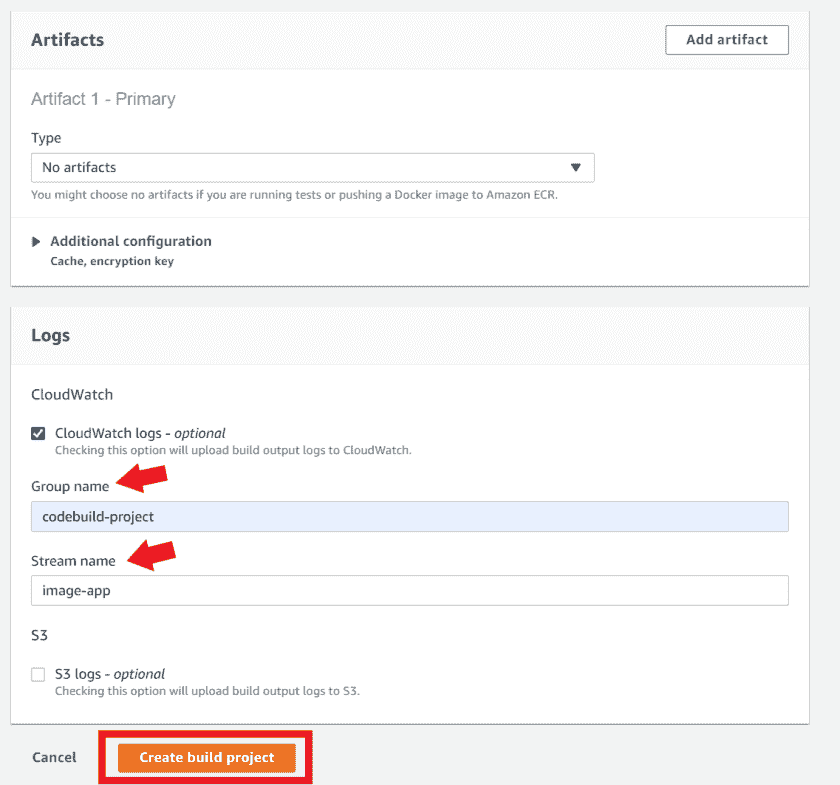 Artifacts
Add artifact
Artifact 1 - Primary
Type
No artifacts
You might choose no artifacts if you are running tests or pushing a Docker image to Amazon ECR.
Additional configuration
Cache, encryption key
Logs
CloudWatch
CloudWatch logs - optional
Checking this option will upload build output logs to CloudWatch.
Group name
codebuild-project
Stream name
image-app
S3
S3 logs - optional
Checking this option will upload build output logs to S3.
Cancel
Create build project